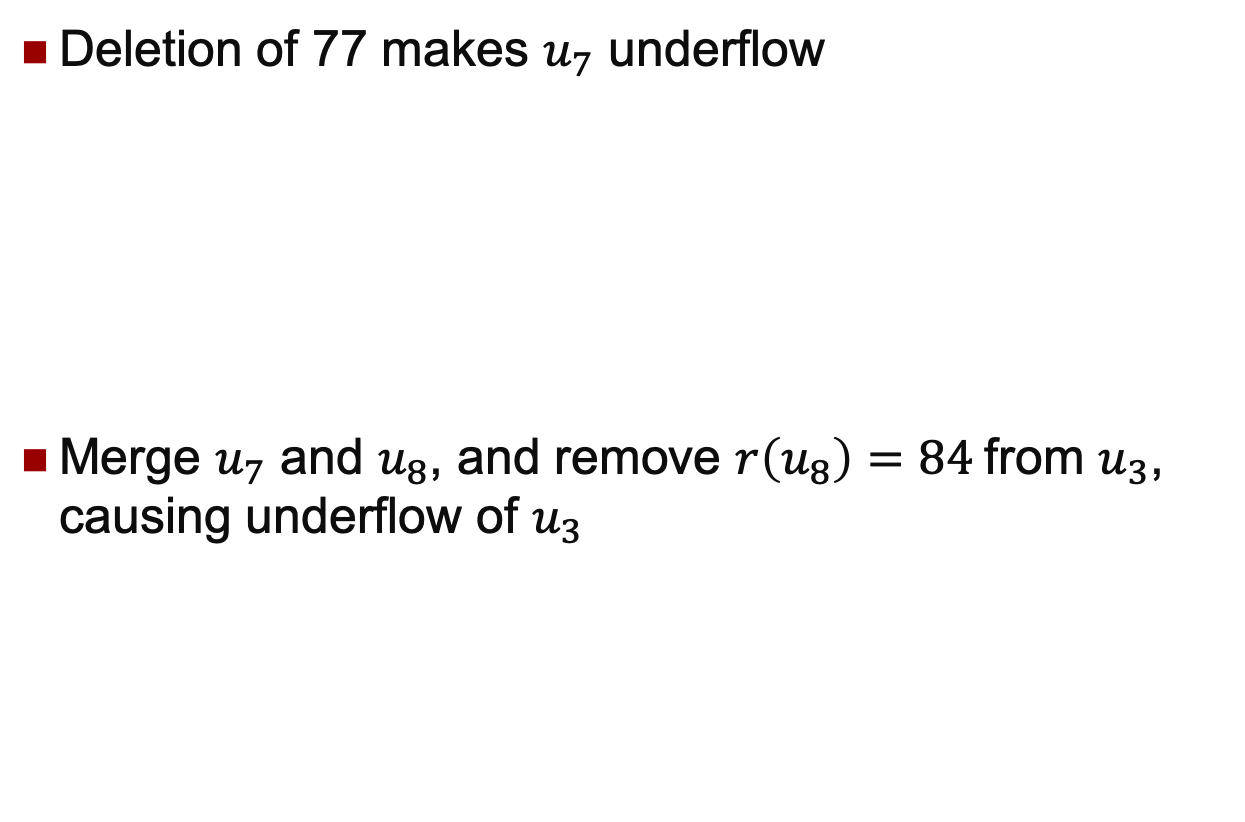 ■ Deletion of 77 makes u₇ underflow
■ Merge u₇ and u₈, and remove r(u₈) = 84 from u₃,
causing underflow of u₃